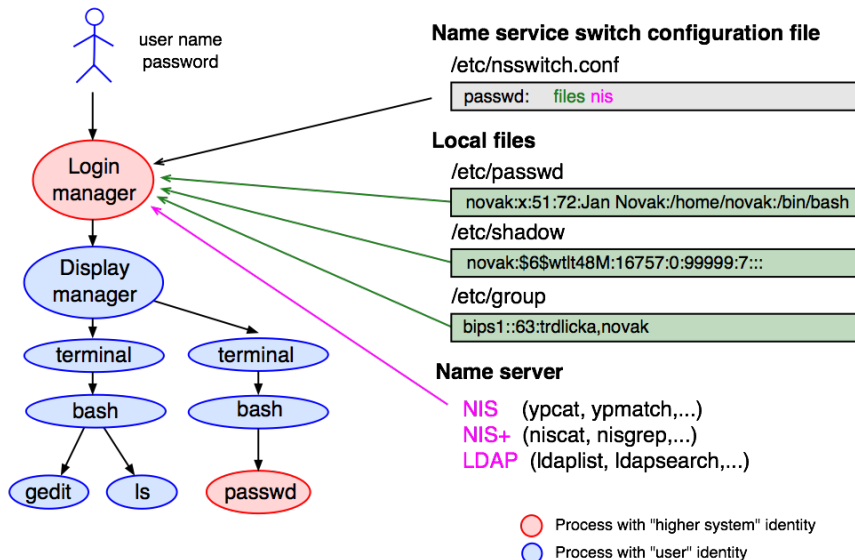 user name
password
Name service switch configuration file
/etc/nsswitch.conf
passwd: files nis
Login
manager
Local files
/etc/passwd
novak:x:51:72:Jan Novak:/home/novak:/bin/bash
/etc/shadow
novak:$6$wtlt48M:16757:0:99999:7:::
Display
manager
/etc/group
bips1::63:trdlicka,novak
terminal
terminal
Name server
bash
bash
NIS (ypcat, ypmatch,...)
NIS+ (niscat, nisgrep,...)
LDAP (ldaplist, ldapsearch,...)
gedit
ls
passwd
Process with "higher system" identity
Process with "user" identity